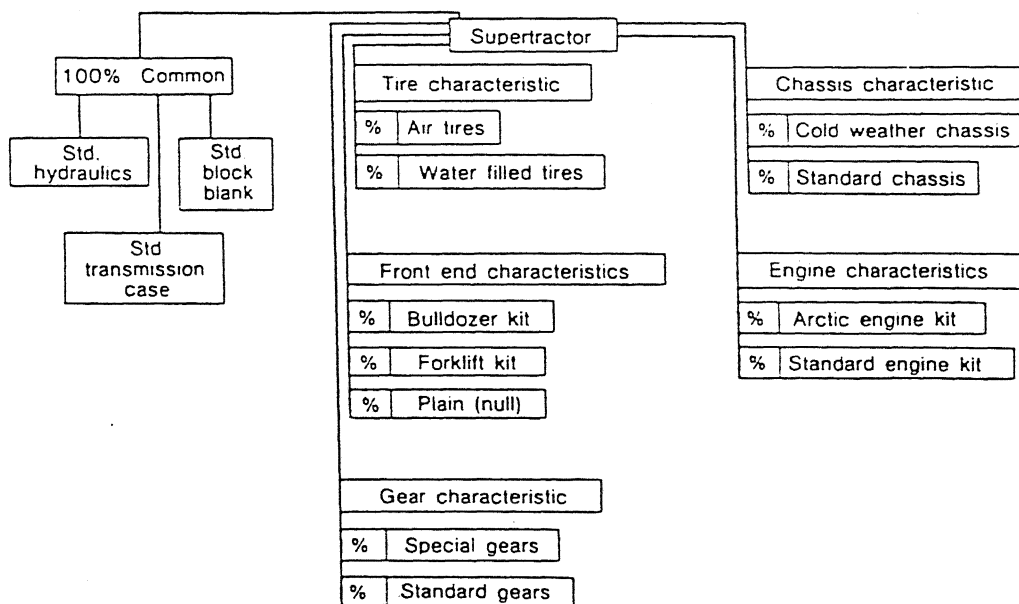 Supertractor
100% Common
Std.
hydraulics
Std
block
blank
Std
transmission
case
Tire characteristic
% Air tires
% Water filled tires
Front end characteristics
% Bulldozer kit
% Forklift kit
% Plain (null)
Gear characteristic
% Special gears
% Standard gears
Chassis characteristic
% Cold weather chassis
% Standard chassis
Engine characteristics
% Arctic engine kit
% Standard engine kit